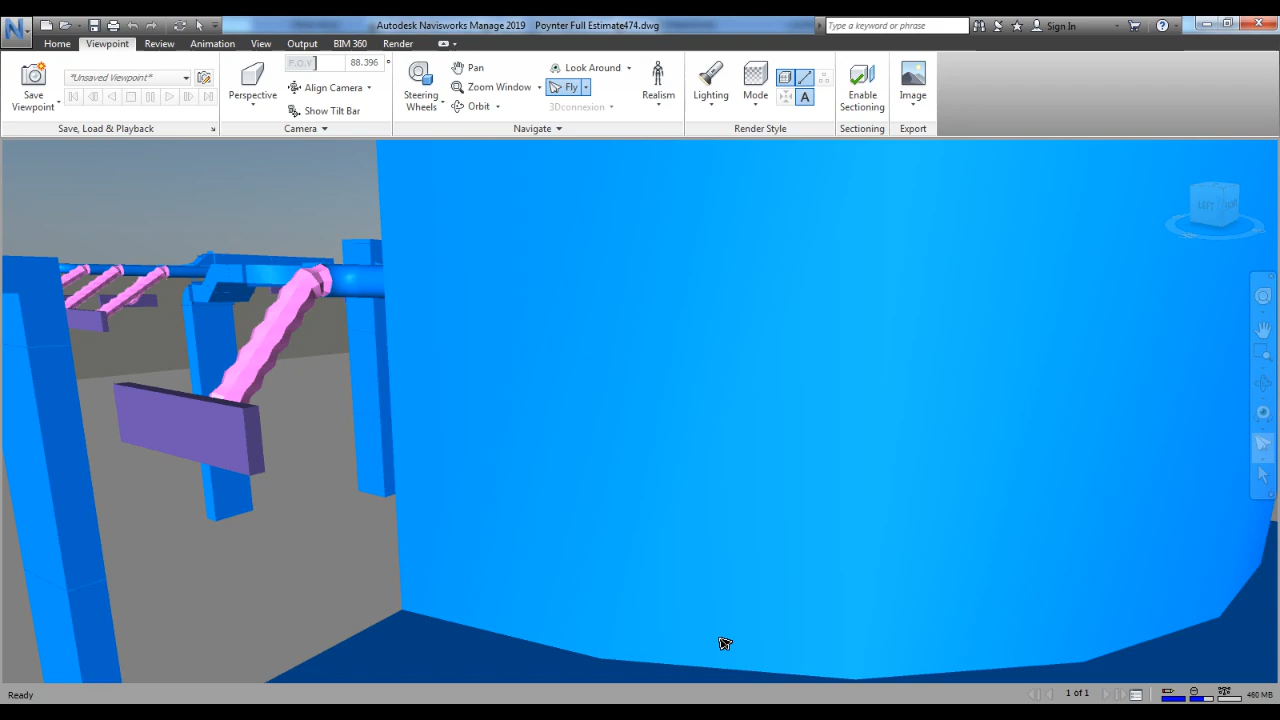 Autodesk Navisworks Manage 2019 Poynter Full Estimate474.dwg
Type a keyword or phrase
Sign In
Home Viewpoint Review Animation View Output BIM 360 Render
Save Viewpoint
*Unsaved Viewpoint*
Perspective
F.O.V. 88.396 °
Align Camera
Show Tilt Bar
Steering Wheels
Pan
Zoom Window
Orbit
Look Around
Fly
3Dconnexion
Realism
Lighting
Mode
A
Enable Sectioning
Image
Save, Load & Playback Camera Navigate Render Style Sectioning Export
LEFT
Ready
1 of 1
460 MB